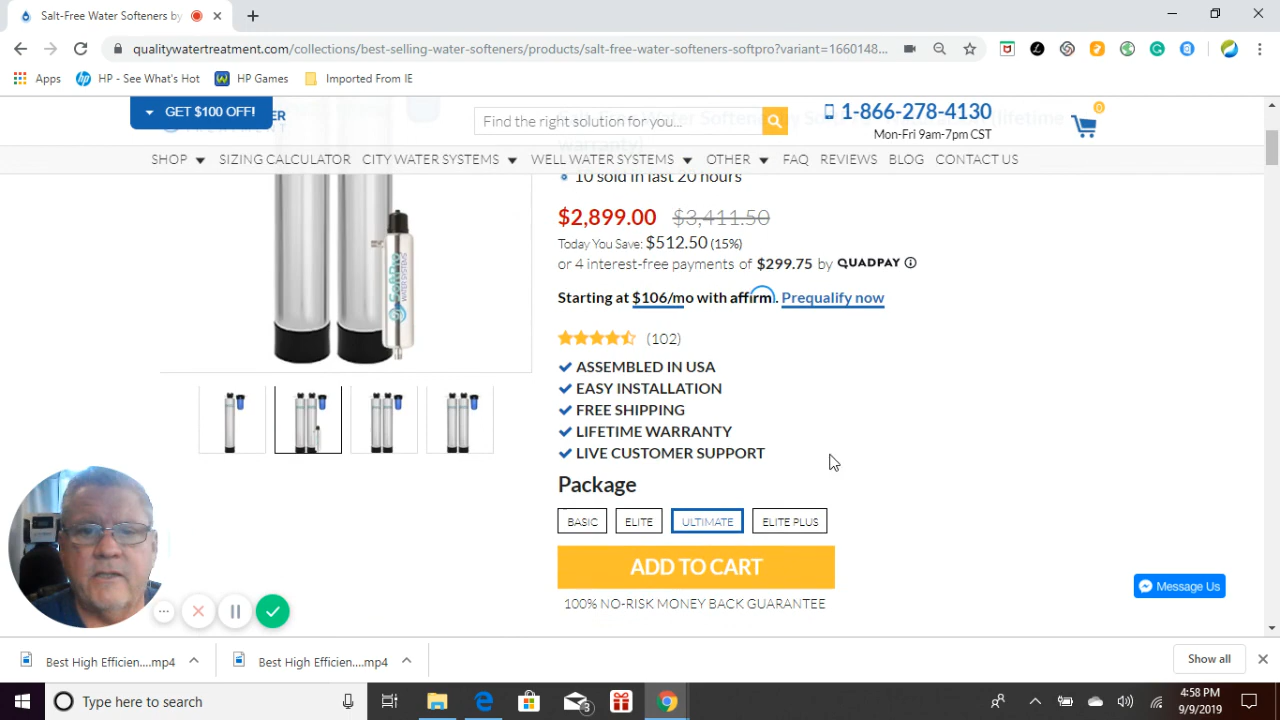 Salt-Free Water Softeners by
qualitywatertreatment.com/collections/best-selling-water-softeners/products/salt-free-water-softeners-softpro?variant=1660148...
Apps
HP - See What's Hot
HP Games
Imported From IE
GET $100 OFF!
Find the right solution for you...
1-866-278-4130
Mon-Fri 9am-7pm CST
0
SHOP
SIZING CALCULATOR
CITY WATER SYSTEMS
WELL WATER SYSTEMS
OTHER
FAQ
REVIEWS
BLOG
CONTACT US
10 sold in last 20 hours
$2,899.00 $3,411.50
Today You Save: $512.50 (15%)
or 4 interest-free payments of $299.75 by QUADPAY
Starting at $106/mo with affirm. Prequalify now
(102)
ASSEMBLED IN USA
EASY INSTALLATION
FREE SHIPPING
LIFETIME WARRANTY
LIVE CUSTOMER SUPPORT
Package
BASIC
ELITE
ULTIMATE
ELITE PLUS
ADD TO CART
100% NO-RISK MONEY BACK GUARANTEE
SoftPro
WATER SYSTEMS
Message Us
Best High Efficien....mp4
Best High Efficien....mp4
Show all
Type here to search
3
4:58 PM
9/9/2019